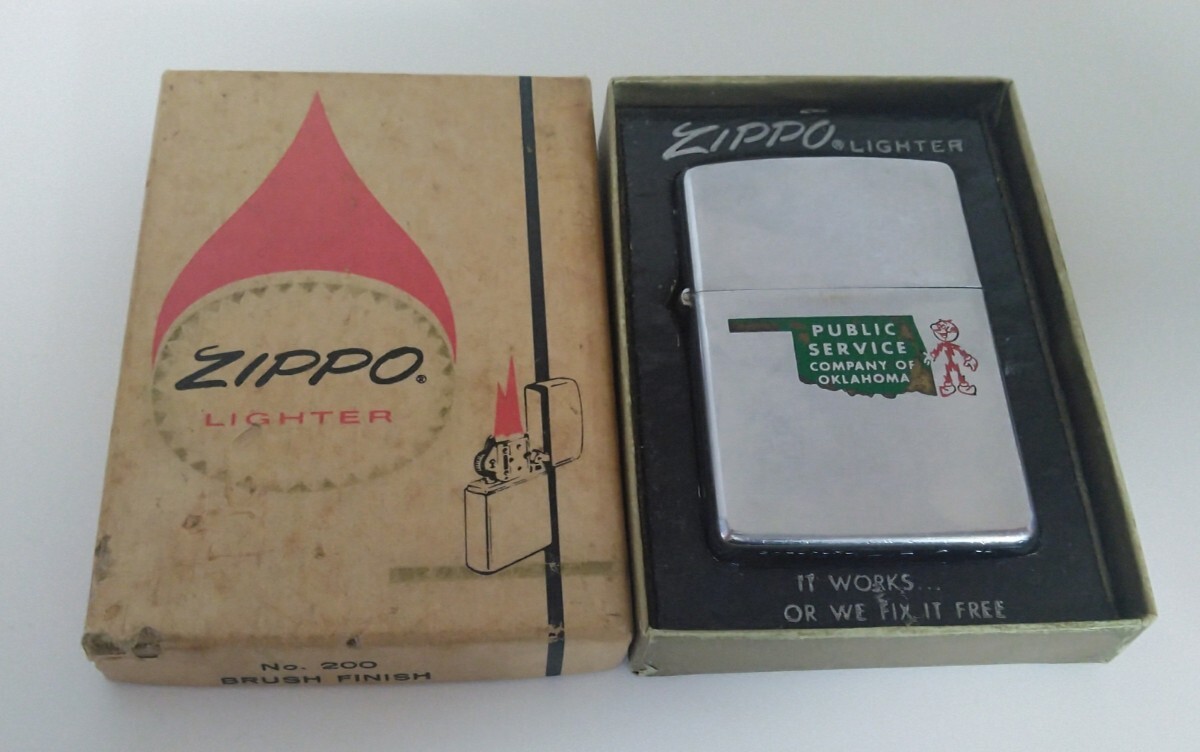 ZIPPO®
LIGHTER
No. 200
BRUSH FINISH
ZIPPO® LIGHTER
PUBLIC
SERVICE
COMPANY OF
OKLAHOMA
IT WORKS...
OR WE FIX IT FREE